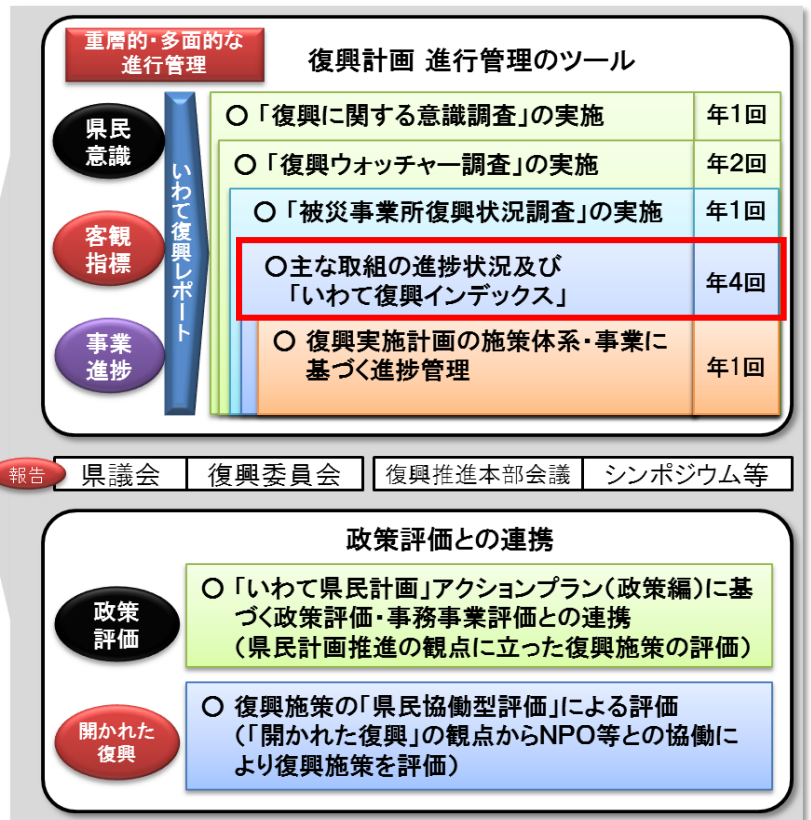 重層的・多面的な
進行管理
復興計画 進行管理のツール
県民
意識
客観
指標
事業
進捗
いわて復興レポート
○「復興に関する意識調査」の実施 年1回
○「復興ウォッチャー調査」の実施 年2回
○「被災事業所復興状況調査」の実施 年1回
○主な取組の進捗状況及び
「いわて復興インデックス」 年4回
○ 復興実施計画の施策体系・事業に
基づく進捗管理 年1回
報告 県議会 復興委員会 復興推進本部会議 シンポジウム等
政策評価との連携
政策
評価
○「いわて県民計画」アクションプラン(政策編)に基
づく政策評価・事務事業評価との連携
(県民計画推進の観点に立った復興施策の評価)
開かれた
復興
○ 復興施策の「県民協働型評価」による評価
(「開かれた復興」の観点からNPO等との協働に
より復興施策を評価)